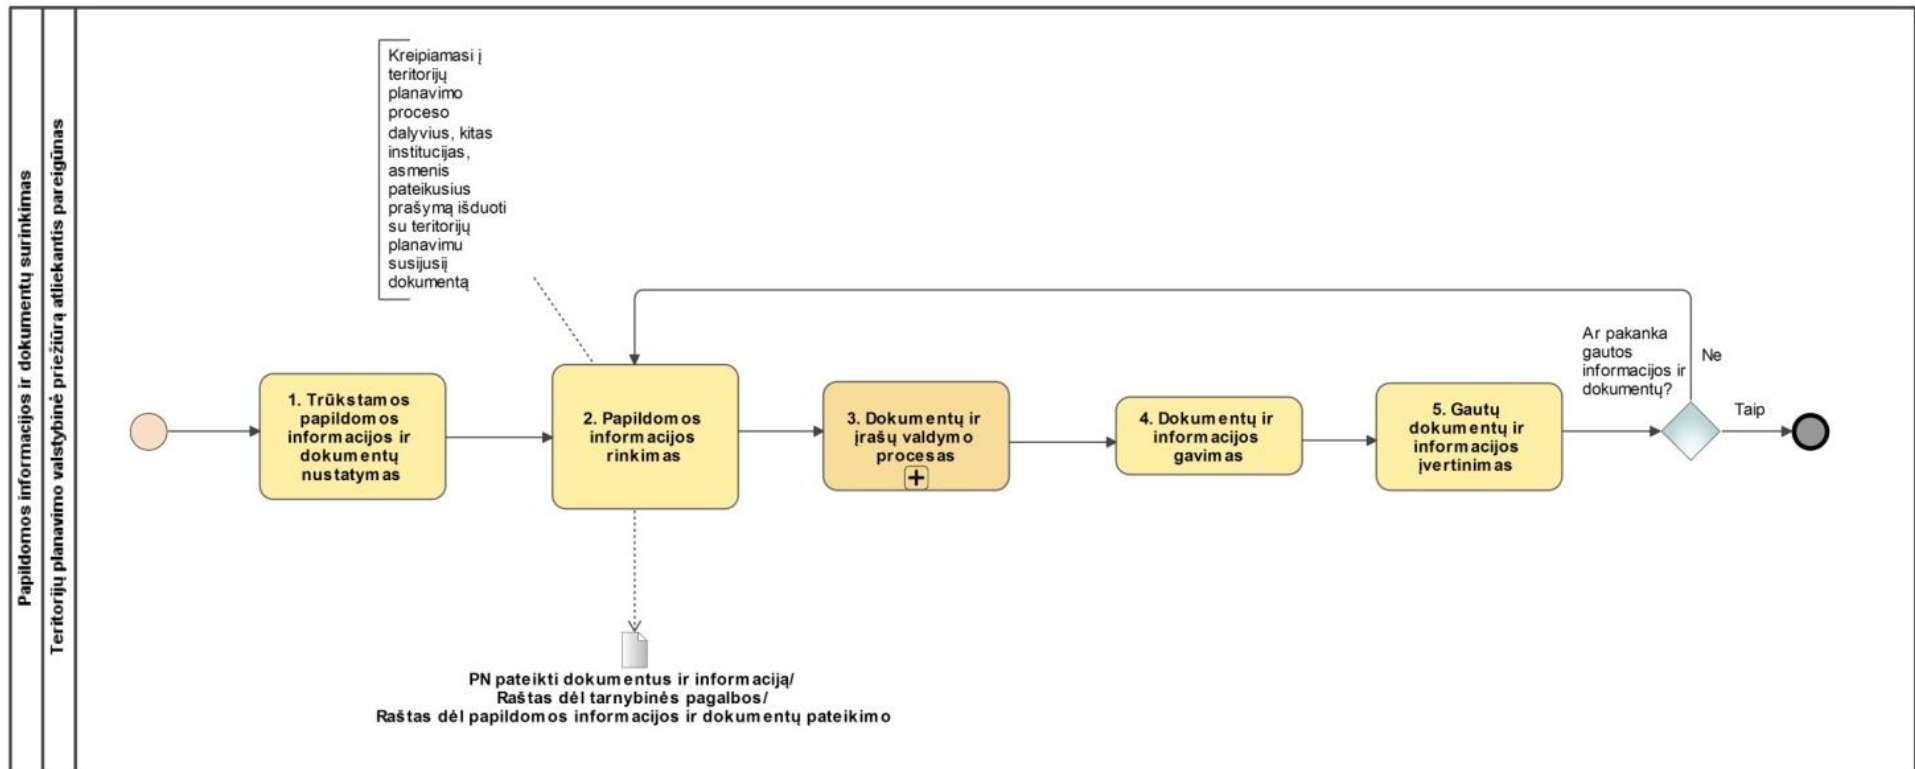 Papildomos informacijos ir dokumentų surinkimas
Teritorijų planavimo valstybinė priežiūrą atliekantis pareigūnas
Kreipiamasi į
teritorijų
planavimo
proceso
dalyvius, kitas
institucijas,
asmenis
pateikusius
prašymą išduoti
su teritorijų
planavimu
susijusįį
dokumentą
1. Trūkstamos
papildomos
informacijos ir
dokumentų
nustatymas
2. Papildomos
informacijos
rinkimas
3. Dokumentų ir
įrašų valdymo
procesas
4. Dokumentų ir
informacijos
gavimas
5. Gautų
dokumentų ir
informacijos
įvertinimas
Ar pakanka
gautos
informacijos ir
dokumentų?
Ne
Taip
PN pateikti dokumentus ir informaciją/
Raštas dėl tarnybinės pagalbos/
Raštas dėl papildomos informacijos ir dokumentų pateikimo